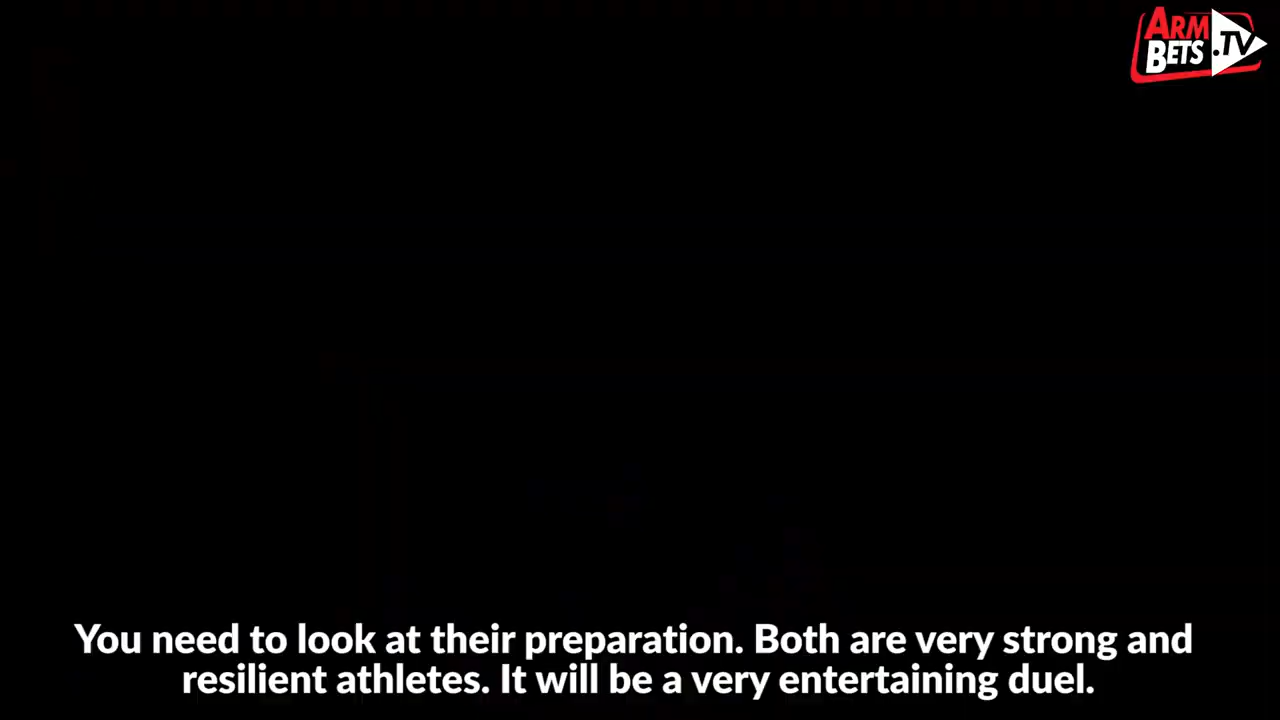 ARM
BETS .TV
You need to look at their preparation. Both are very strong and
resilient athletes. It will be a very entertaining duel.